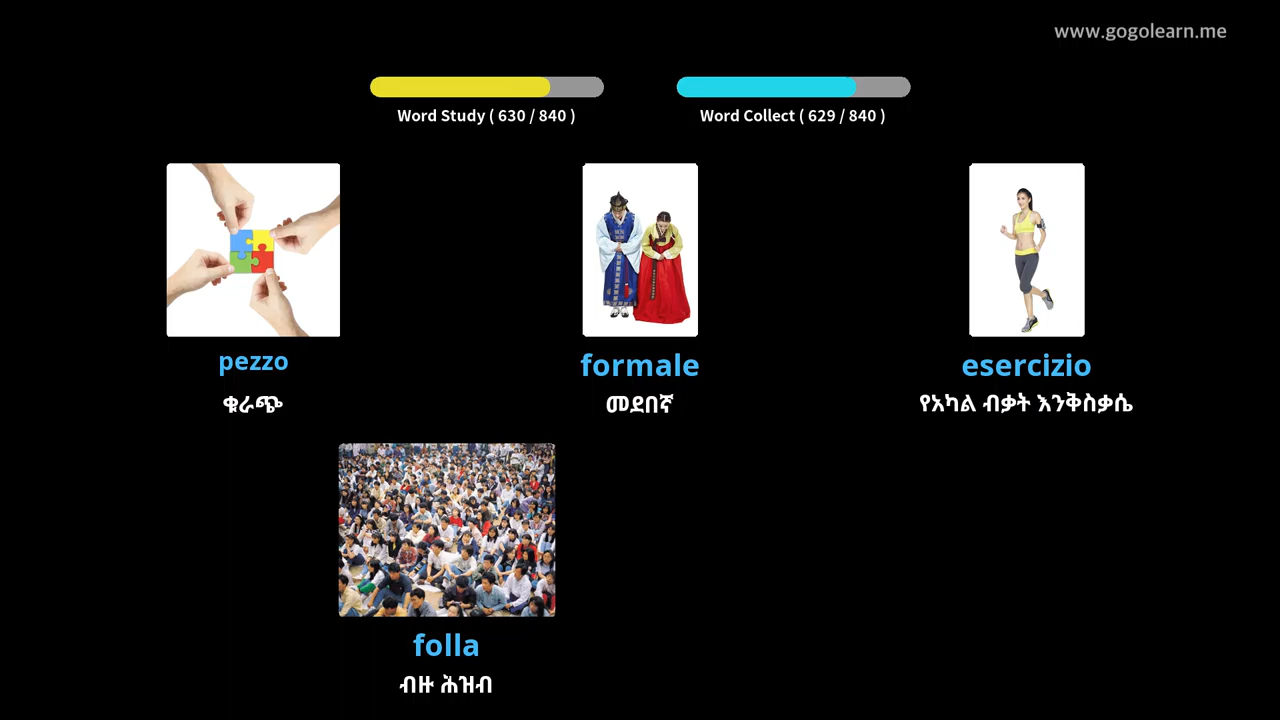 www.gogolearn.me
Word Study ( 630 / 840 )
Word Collect ( 629 / 840 )
pezzo
ቁራጭ
formale
መደበኛ
esercizio
የአካል ብቃት እንቅስቃሴ
folla
ብዙ ሕዝብ